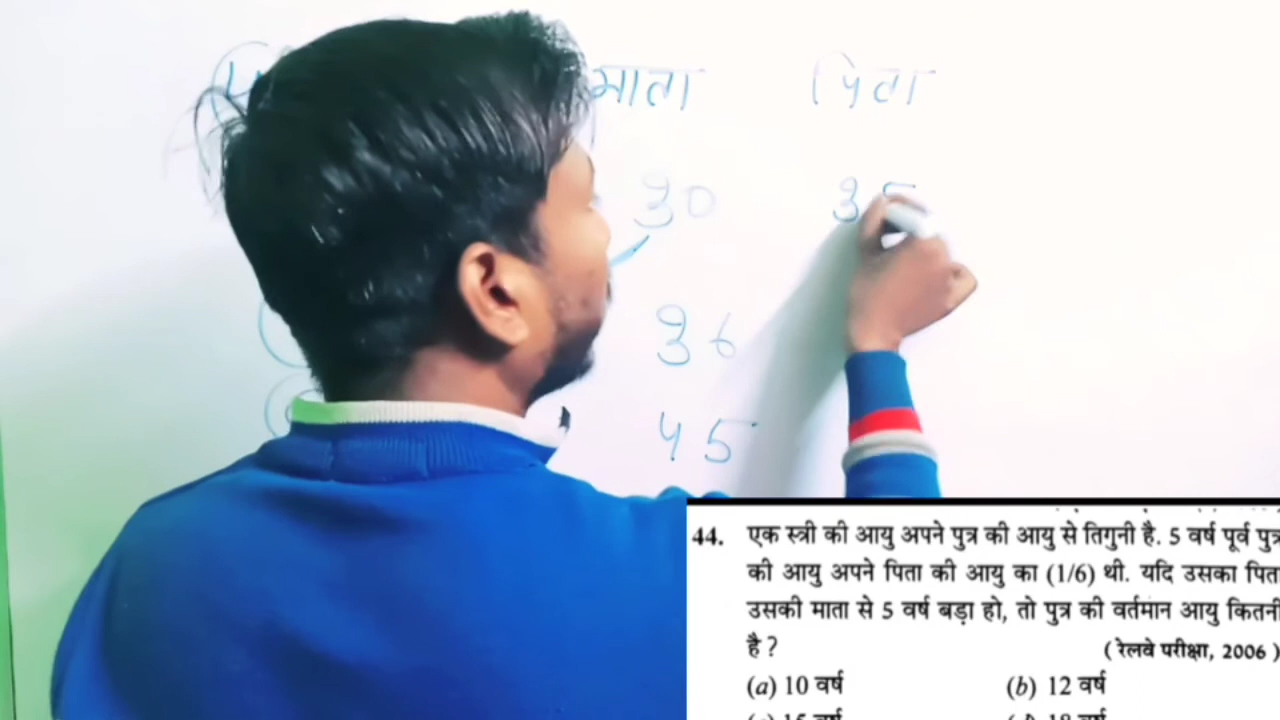 माता पिता
30 35
36
45
44. एक स्त्री की आयु अपने पुत्र की आयु से तिगुनी है. 5 वर्ष पूर्व पुत्र
की आयु अपने पिता की आयु का (1/6) थी. यदि उसका पिता
उसकी माता से 5 वर्ष बड़ा हो, तो पुत्र की वर्तमान आयु कितनी
है ?
( रेलवे परीक्षा, 2006 )
(a) 10 वर्ष (b) 12 वर्ष